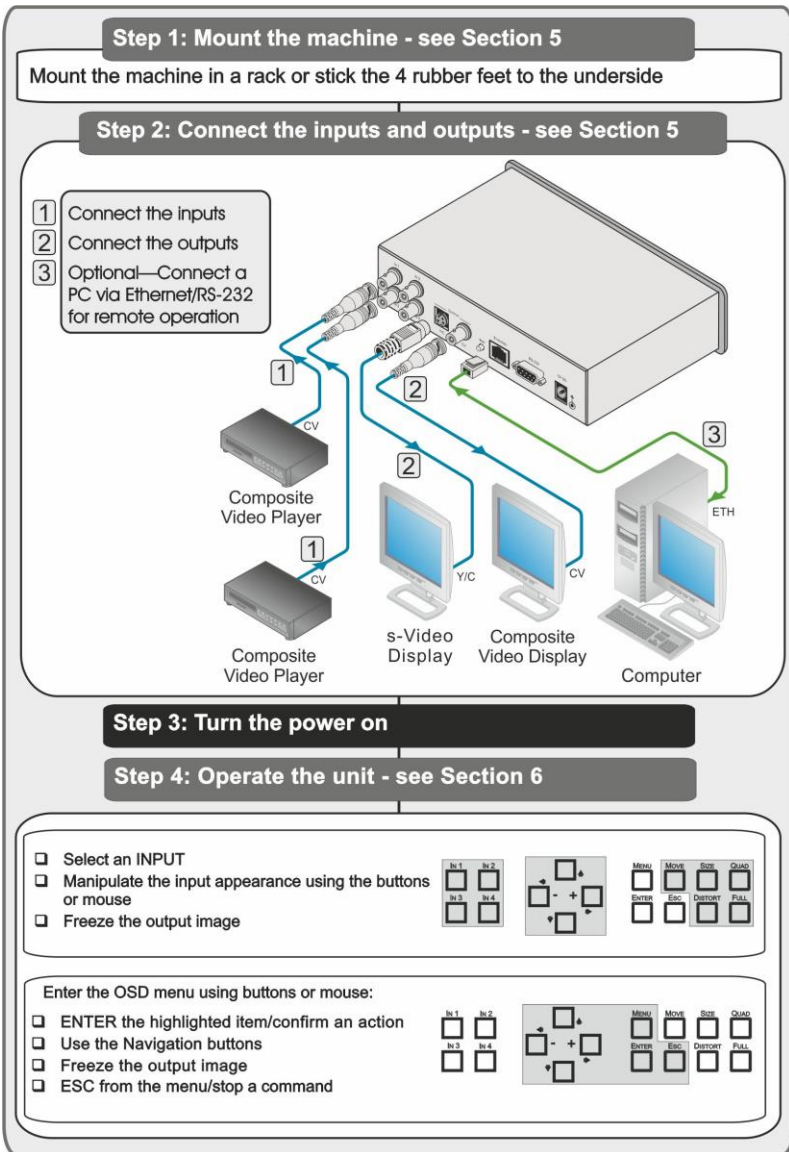 Step 1: Mount the machine - see Section 5
Mount the machine in a rack or stick the 4 rubber feet to the underside
Step 2: Connect the inputs and outputs - see Section 5
1 Connect the inputs
2 Connect the outputs
3 Optional—Connect a
PC via Ethernet/RS-232
for remote operation
1
2
3
CV
2
ETH
Composite
Video Player
1
CV
Y/C
CV
Composite
Video Player
s-Video
Display
Composite
Video Display
Computer
Step 3: Turn the power on
Step 4: Operate the unit - see Section 6
❑ Select an INPUT
❑ Manipulate the input appearance using the buttons
or mouse
❑ Freeze the output image
IN 1 IN 2
IN 3 IN 4
- +
MENU MOVE SIZE QUAD
ENTER ESC DISTORT FULL
Enter the OSD menu using buttons or mouse:
❑ ENTER the highlighted item/confirm an action
❑ Use the Navigation buttons
❑ Freeze the output image
❑ ESC from the menu/stop a command
IN 1 IN 2
IN 3 IN 4
- +
MENU MOVE SIZE QUAD
ENTER ESC DISTORT FULL